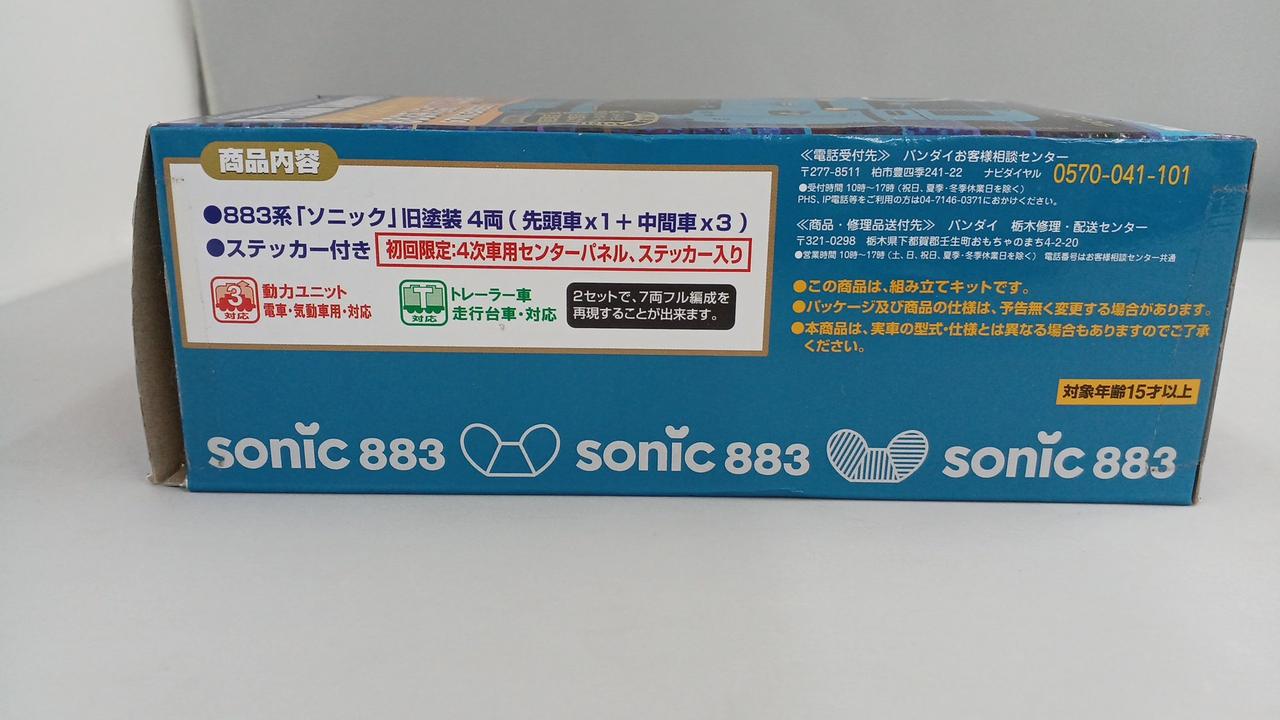 商品内容
●883系「ソニック」旧塗装 4両 ( 先頭車x1＋中間車x3 )
●ステッカー付き 初回限定:4次車用センターパネル、ステッカー入り
3 対応 動力ユニット
電車・気動車用・対応
T 対応 トレーラー車
走行台車・対応
2セットで、7両フル編成を
再現することが出来ます。
≪電話受付先≫ バンダイお客様相談センター
〒277-8511 柏市豊四季241-22 ナビダイヤル 0570-041-101
●受付時間 10時〜17時 (祝日、夏季・冬季休業日を除く)
PHS、IP電話等をご利用の方は04-7146-0371におかけください。
≪商品・修理品送付先≫ バンダイ 栃木修理・配送センター
〒321-0298 栃木県下都賀郡壬生町おもちゃのまち4-2-20
●営業時間 10時〜17時 (土、日、祝日、夏季・冬季休業日を除く) 電話番号はお客様相談センター共通
●この商品は、組み立てキットです。
●パッケージ及び商品の仕様は、予告無く変更する場合があります。
●本商品は、実車の型式・仕様とは異なる場合もありますのでご了承
ください。
対象年齢15才以上
sonic 883 sonic 883 sonic 883